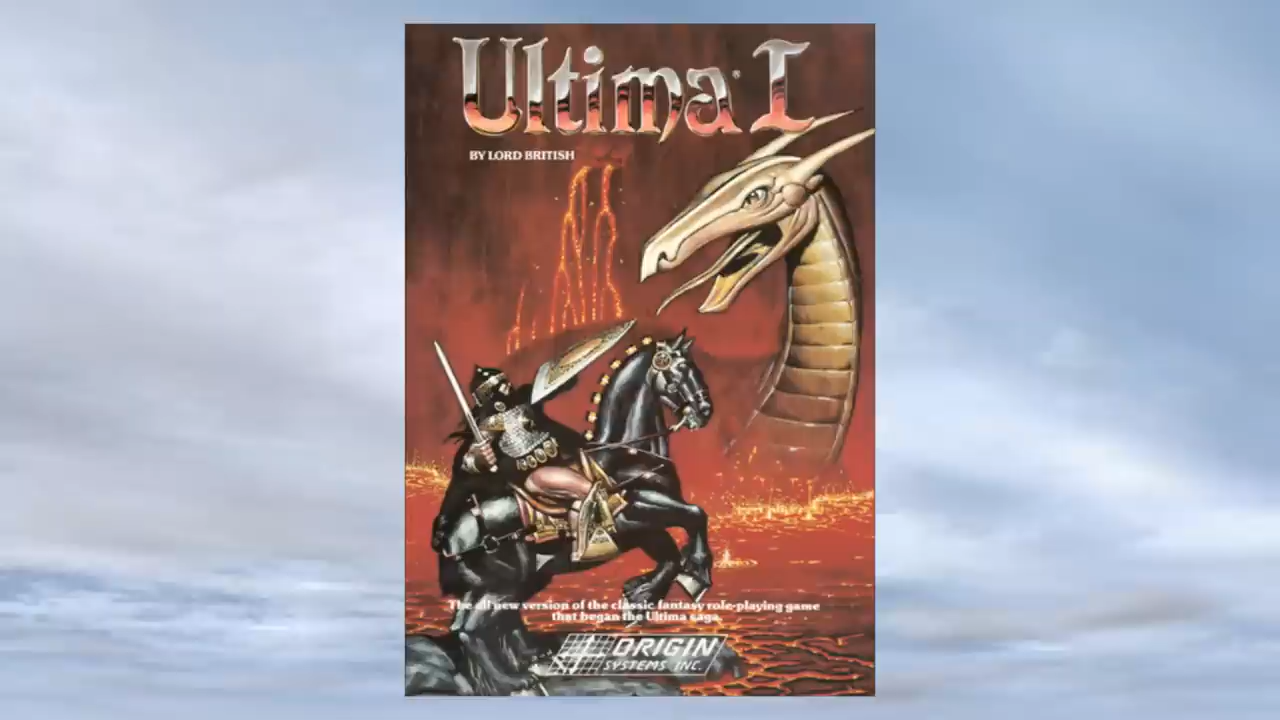 Ultima I
BY LORD BRITISH
The all new version of the classic fantasy role-playing game
that began the Ultima saga.
ORIGIN
SYSTEMS INC.